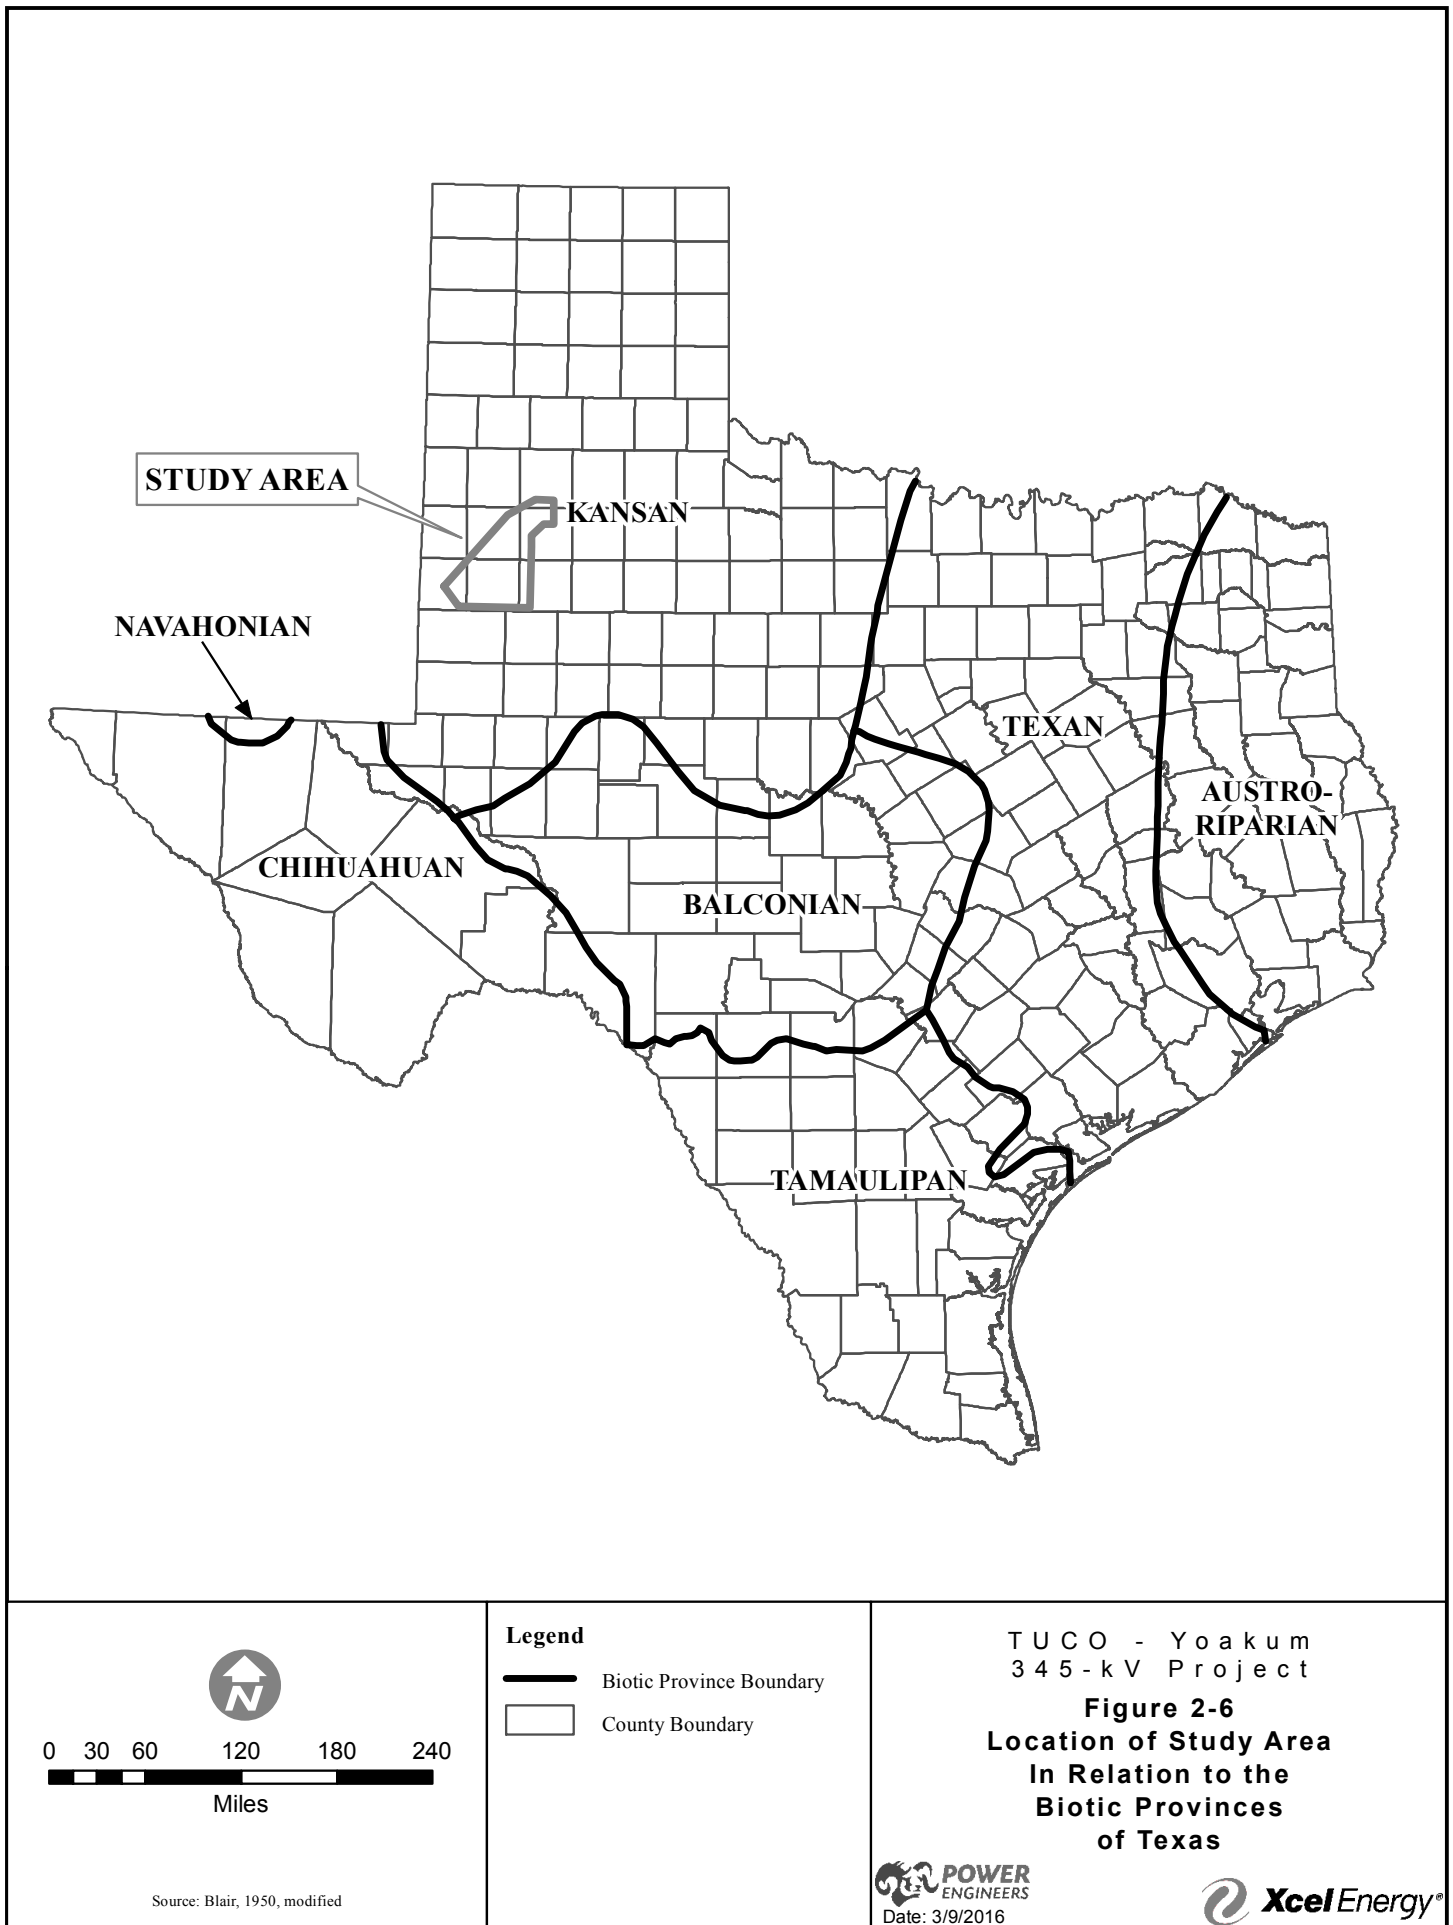 STUDY AREA
KANSAN
NAVAHONIAN
TEXAN
AUSTRO-
RIPARIAN
CHIHUAHUAN
BALCONIAN
TAMAULIPAN
N
0 30 60 120 180 240
Miles
Source: Blair, 1950, modified
Legend
Biotic Province Boundary
County Boundary
TUCO - Yoakum
345-kV Project
Figure 2-6
Location of Study Area
In Relation to the
Biotic Provinces
of Texas
POWER
ENGINEERS
Date: 3/9/2016
Xcel Energy®